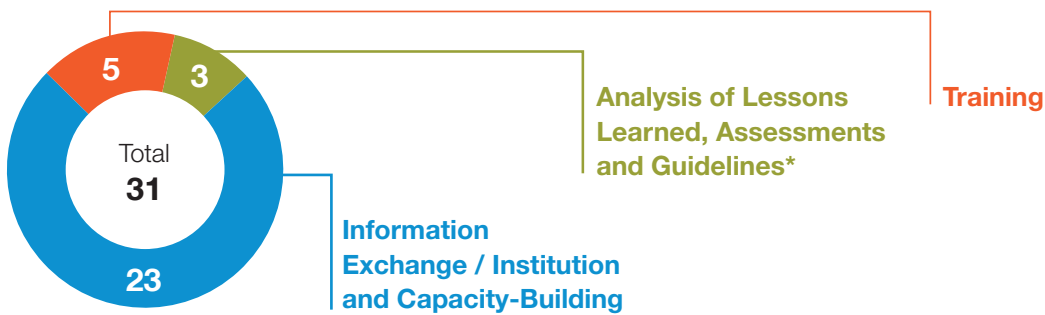 5
3
Total
31
23
Training
Analysis of Lessons
Learned, Assessments
and Guidelines*
Information
Exchange / Institution
and Capacity-Building